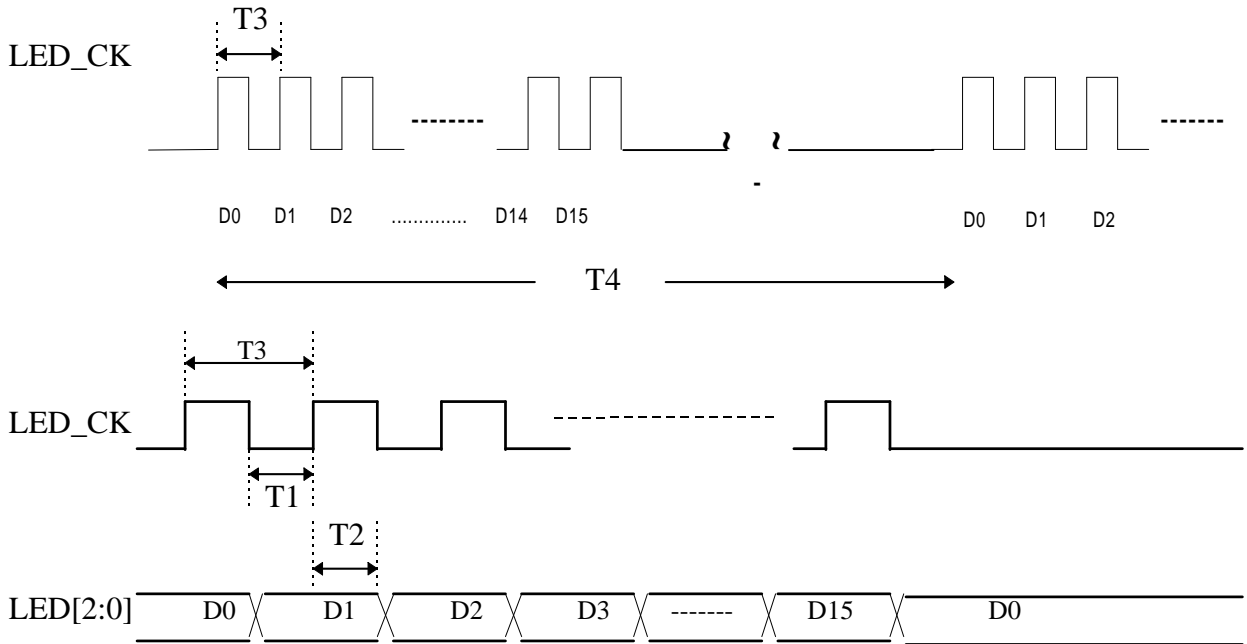 T3
LED_CK
D0 D1 D2 .............. D14 D15 D0 D1 D2
T4
T3
LED_CK
T1
T2
LED[2:0] D0 D1 D2 D3 ------- D15 D0